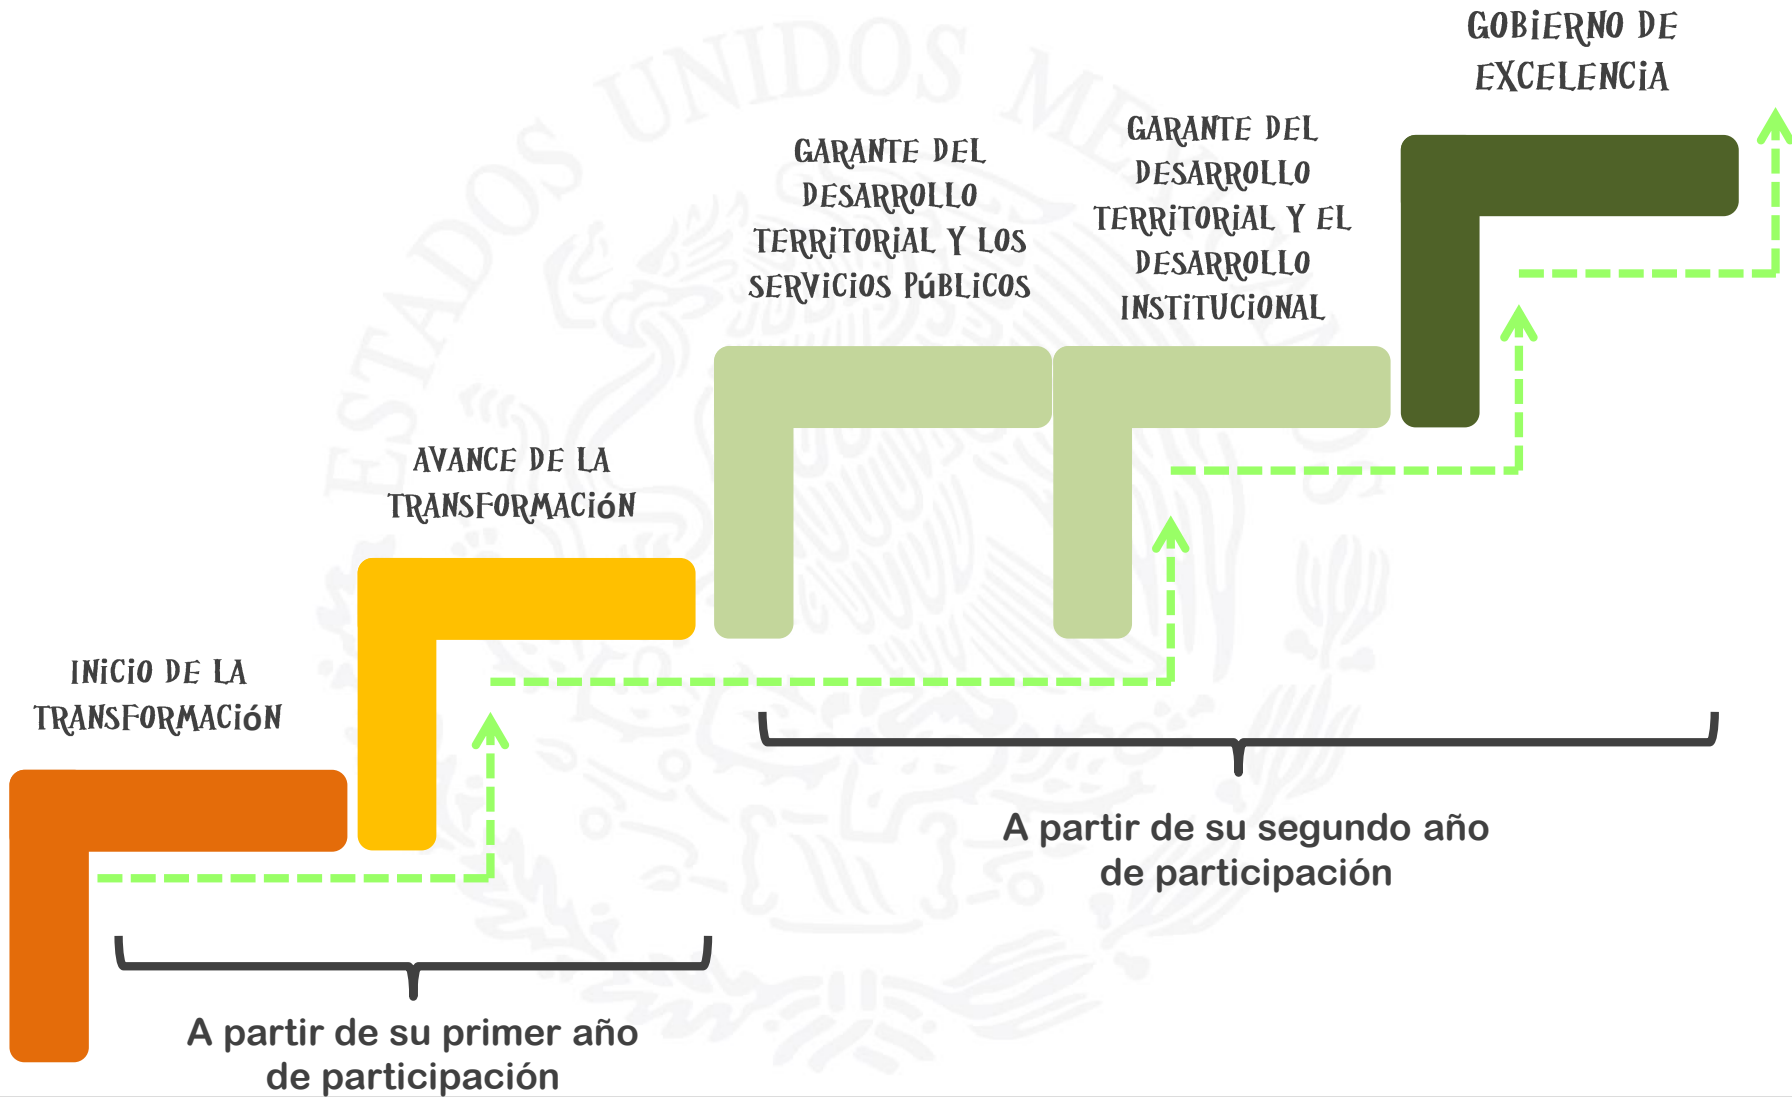 GOBIERNO DE
EXCELENCIA
GARANTE DEL
DESARROLLO
TERRITORIAL Y EL
DESARROLLO
INSTITUCIONAL
GARANTE DEL
DESARROLLO
TERRITORIAL Y LOS
SERVICIOS PÚBLICOS
AVANCE DE LA
TRANSFORMACIÓN
INICIO DE LA
TRANSFORMACIÓN
A partir de su segundo año
de participación
A partir de su primer año
de participación
ESTADOS UNIDOS